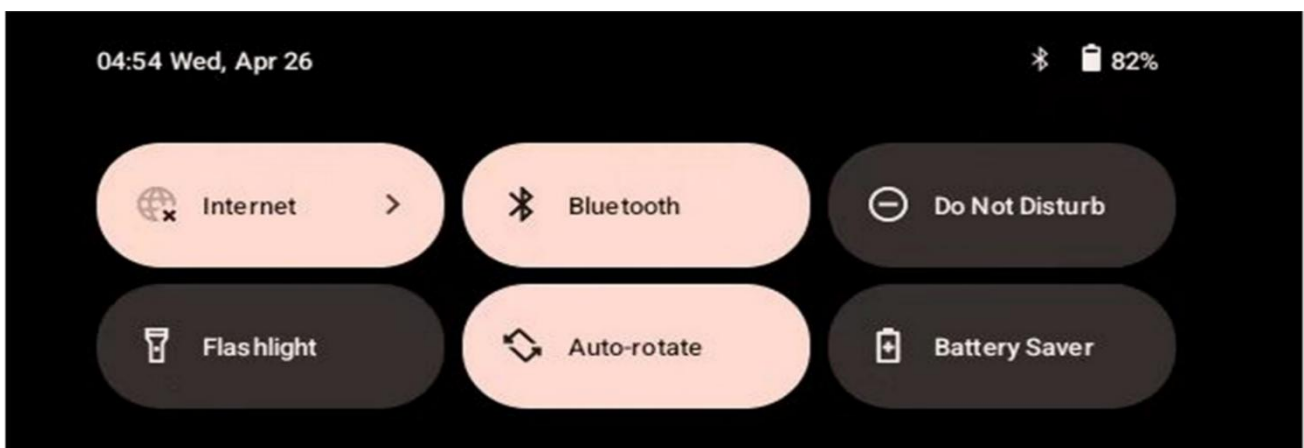 04:54 Wed, Apr 26 82%
Internet Bluetooth Do Not Disturb
Flashlight Auto-rotate Battery Saver